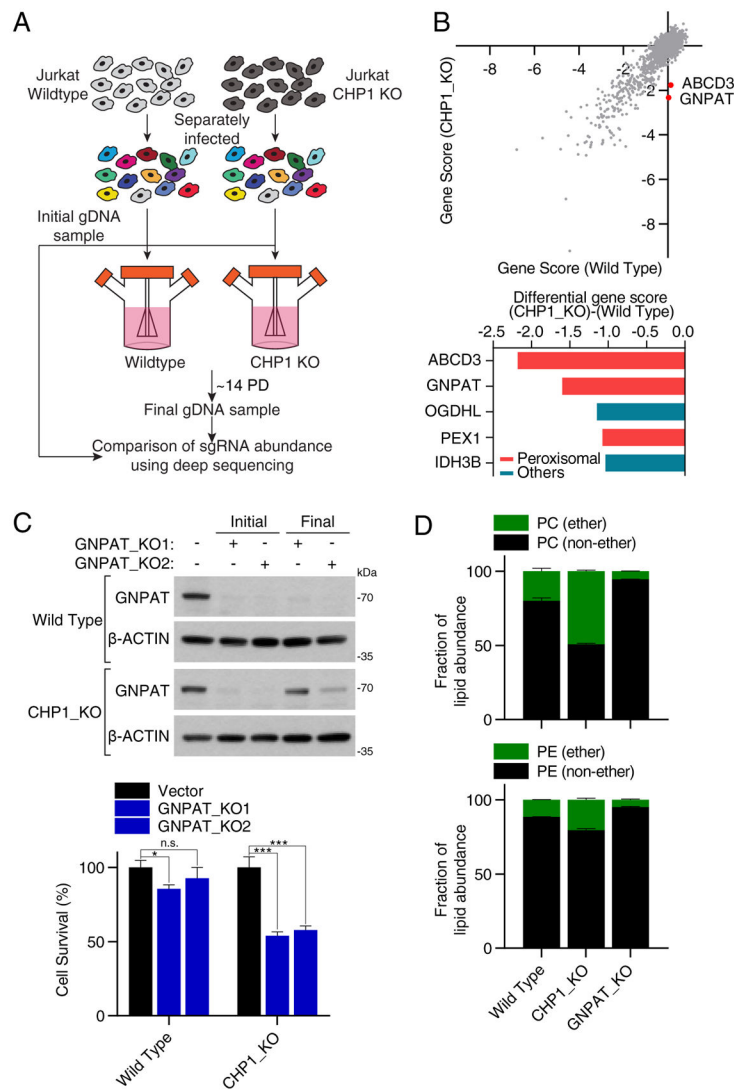 A
Jurkat
Wildtype
Jurkat
CHP1 KO
Separately
infected
Initial gDNA
sample
Wildtype
CHP1 KO
~14 PD
Final gDNA sample
Comparison of sgRNA abundance
using deep sequencing
B
Gene Score (CHP1_KO)
-8 -6 -4 -2
-2
-4
-6
-8
ABCD3
GNPAT
Gene Score (Wild Type)
Differential gene score
(CHP1_KO)-(Wild Type)
-2.5 -2.0 -1.5 -1.0 -0.5 0.0
ABCD3
GNPAT
OGDHL
PEX1
IDH3B
Peroxisomal
Others
C
Initial Final
GNPAT_KO1: - + - + -
GNPAT_KO2: - - + - +
kDa
Wild Type
GNPAT
-70
β-ACTIN
-35
CHP1_KO
GNPAT
-70
β-ACTIN
-35
Vector
GNPAT_KO1
GNPAT_KO2
Cell Survival (%)
100
50
0
n.s.
*
***
***
Wild Type
CHP1_KO
D
PC (ether)
PC (non-ether)
Fraction of
lipid abundance
100
50
0
PE (ether)
PE (non-ether)
Fraction of
lipid abundance
100
50
0
Wild Type
CHP1_KO
GNPAT_KO